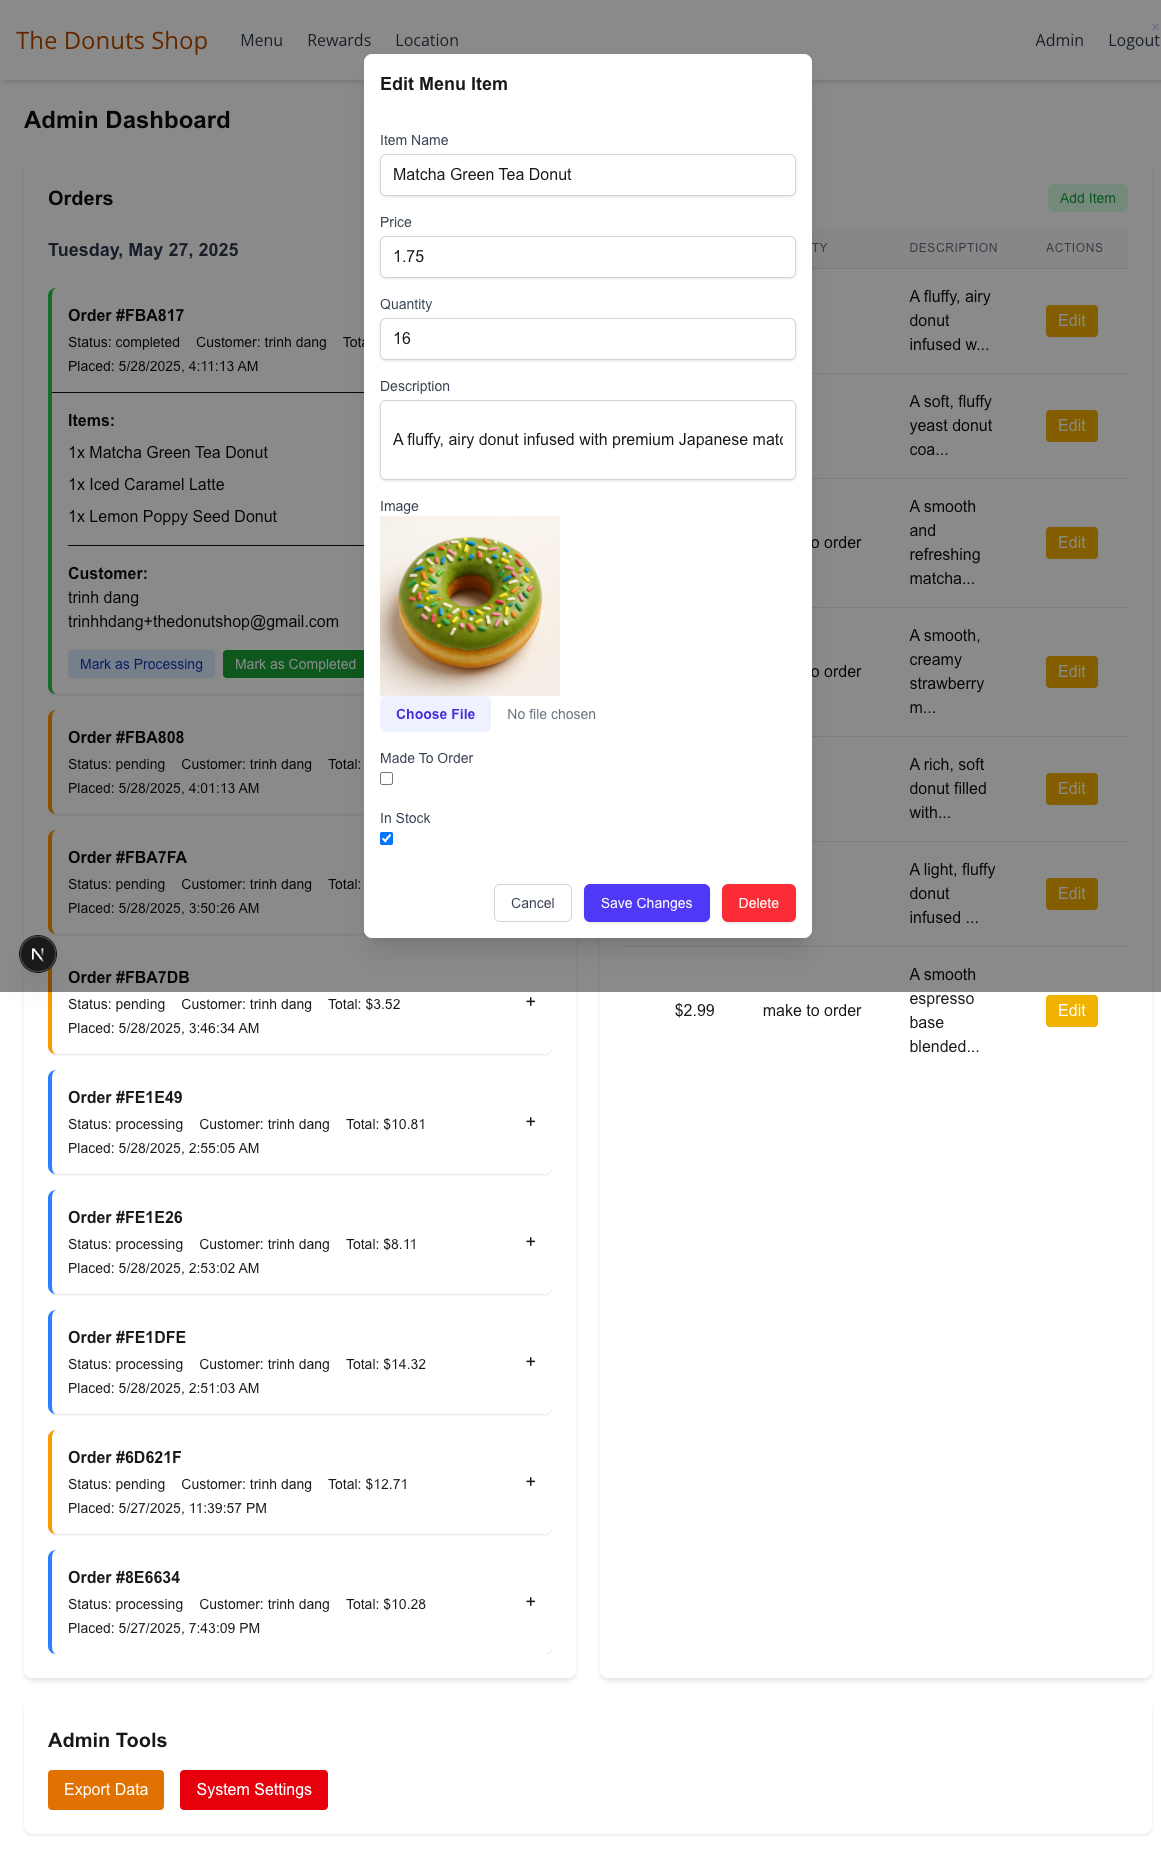 The Donuts Shop Menu Rewards Location Admin Logout
Admin Dashboard
Orders
Tuesday, May 27, 2025
Order #FBA817
Status: completed Customer: trinh dang
Placed: 5/28/2025, 4:11:13 AM
Items:
1x Matcha Green Tea Donut
1x Iced Caramel Latte
1x Lemon Poppy Seed Donut
Customer:
trinh dang
trinhhdang+thedonutshop@gmail.com
Mark as Processing Mark as Completed
Order #FBA808
Status: pending Customer: trinh dang Total:
Placed: 5/28/2025, 4:01:13 AM
Order #FBA7FA
Status: pending Customer: trinh dang Total:
Placed: 5/28/2025, 3:50:26 AM
N
Order #FBA7DB
Status: pending Customer: trinh dang Total: $3.52 +
Placed: 5/28/2025, 3:46:34 AM
Order #FE1E49
Status: processing Customer: trinh dang Total: $10.81 +
Placed: 5/28/2025, 2:55:05 AM
Order #FE1E26
Status: processing Customer: trinh dang Total: $8.11 +
Placed: 5/28/2025, 2:53:02 AM
Order #FE1DFE
Status: processing Customer: trinh dang Total: $14.32 +
Placed: 5/28/2025, 2:51:03 AM
Order #6D621F
Status: pending Customer: trinh dang Total: $12.71 +
Placed: 5/27/2025, 11:39:57 PM
Order #8E6634
Status: processing Customer: trinh dang Total: $10.28 +
Placed: 5/27/2025, 7:43:09 PM
Edit Menu Item
Item Name
Matcha Green Tea Donut
Price
1.75
Quantity
16
Description
A fluffy, airy donut infused with premium Japanese matc
Image
Choose File No file chosen
Made To Order
In Stock
Cancel Save Changes Delete
Add Item
TY DESCRIPTION ACTIONS
A fluffy, airy
donut
infused w...
Edit
A soft, fluffy
yeast donut
coa...
Edit
o order
A smooth
and
refreshing
matcha...
Edit
o order
A smooth,
creamy
strawberry
m...
Edit
A rich, soft
donut filled
with...
Edit
A light, fluffy
donut
infused ...
Edit
$2.99 make to order
A smooth
espresso
base
blended...
Edit
Admin Tools
Export Data System Settings